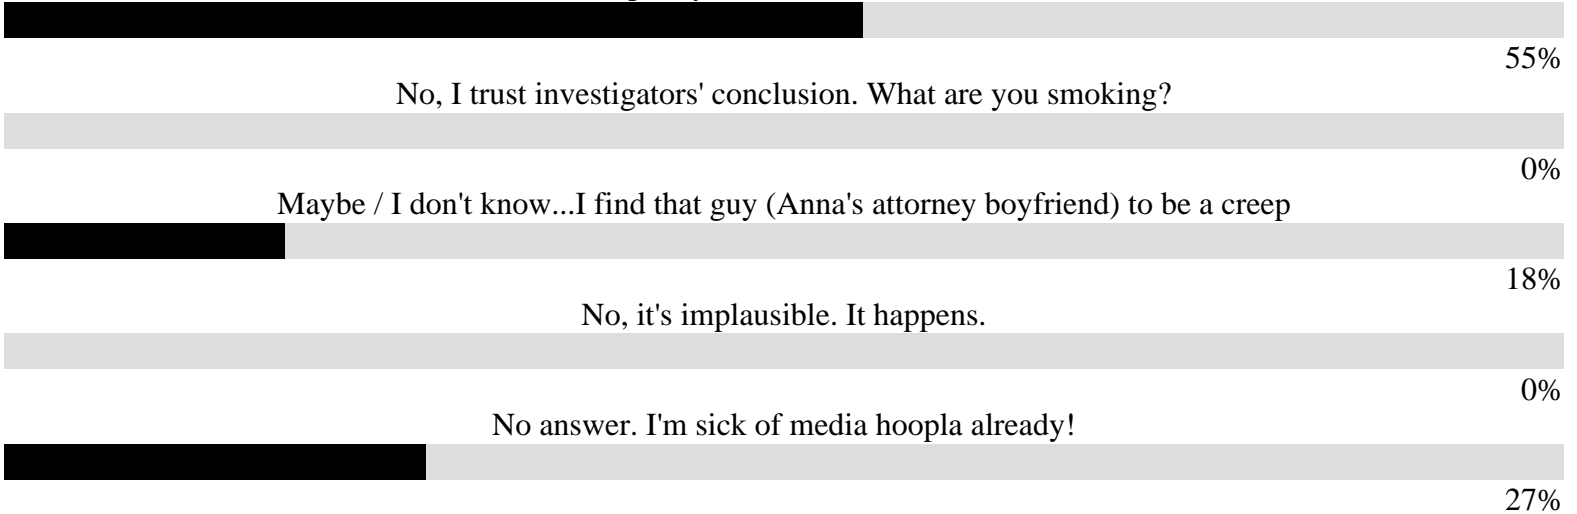 55%
No, I trust investigators' conclusion. What are you smoking?
0%
Maybe / I don't know...I find that guy (Anna's attorney boyfriend) to be a creep
18%
No, it's implausible. It happens.
0%
No answer. I'm sick of media hoopla already!
27%